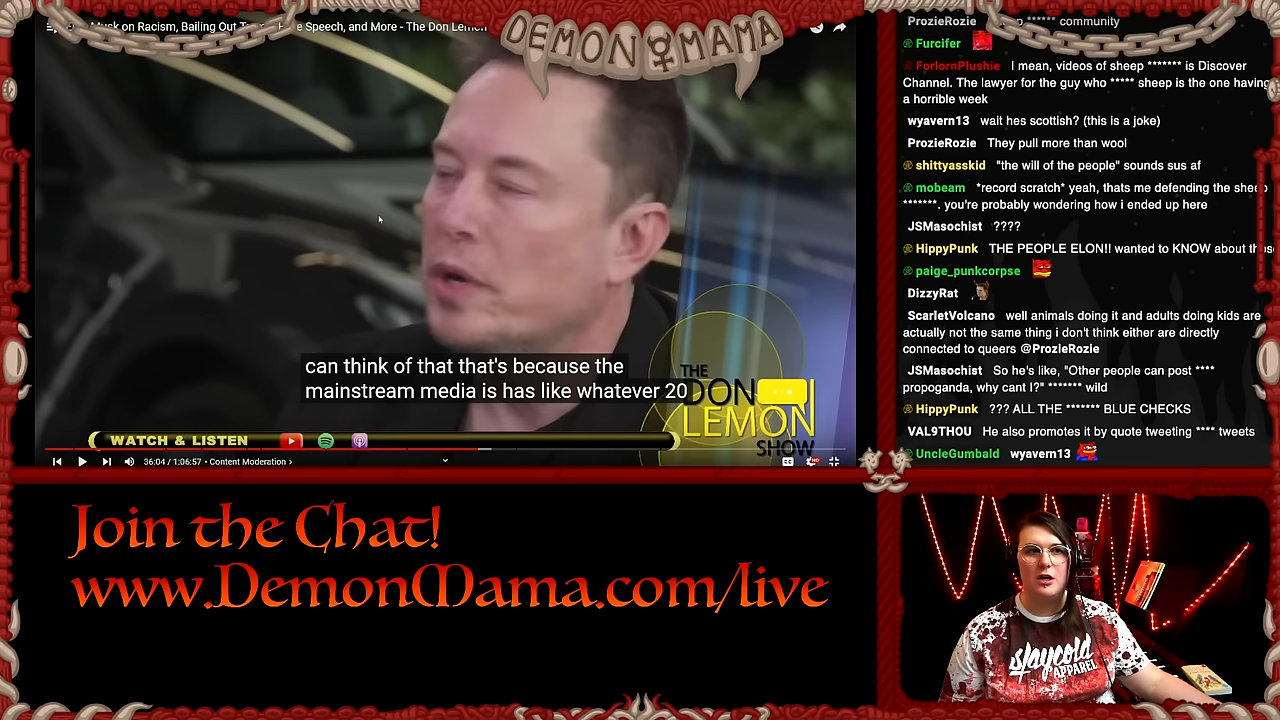 Musk on Racism, Bailing Out
Speech, and More - The Don Lemon
DEMON MAMA
can think of that that's because the
mainstream media is has like whatever 20
THE
DON
LEMON
SHOW
WATCH & LISTEN
36:04 / 1:06:57 • Content Moderation ›
CC
HD
Join the Chat!
www.DemonMama.com/live
ProzieRozie ****** community
Furcifer
ForlornPlushie I mean, videos of sheep ******* is Discover
Channel. The lawyer for the guy who ***** sheep is the one having
a horrible week
wyavern13 wait hes scottish? (this is a joke)
ProzieRozie They pull more than wool
shittyasskid "the will of the people" sounds sus af
mobeam *record scratch* yeah, thats me defending the sheep
*******. you're probably wondering how i ended up here
JSMasochist ????
HippyPunk THE PEOPLE ELON!! wanted to KNOW about
paige_punkcorpse
DizzyRat
ScarletVolcano well animals doing it and adults doing kids are
actually not the same thing i don't think either are directly
connected to queers @ProzieRozie
JSMasochist So he's like, "Other people can post ****
propaganda, why cant I?" ******* wild
HippyPunk ??? ALL THE ******* BLUE CHECKS
VAL9THOU He also promotes it by quote tweeting **** tweets
UncleGumbald wyavern13
staycold
APPAREL